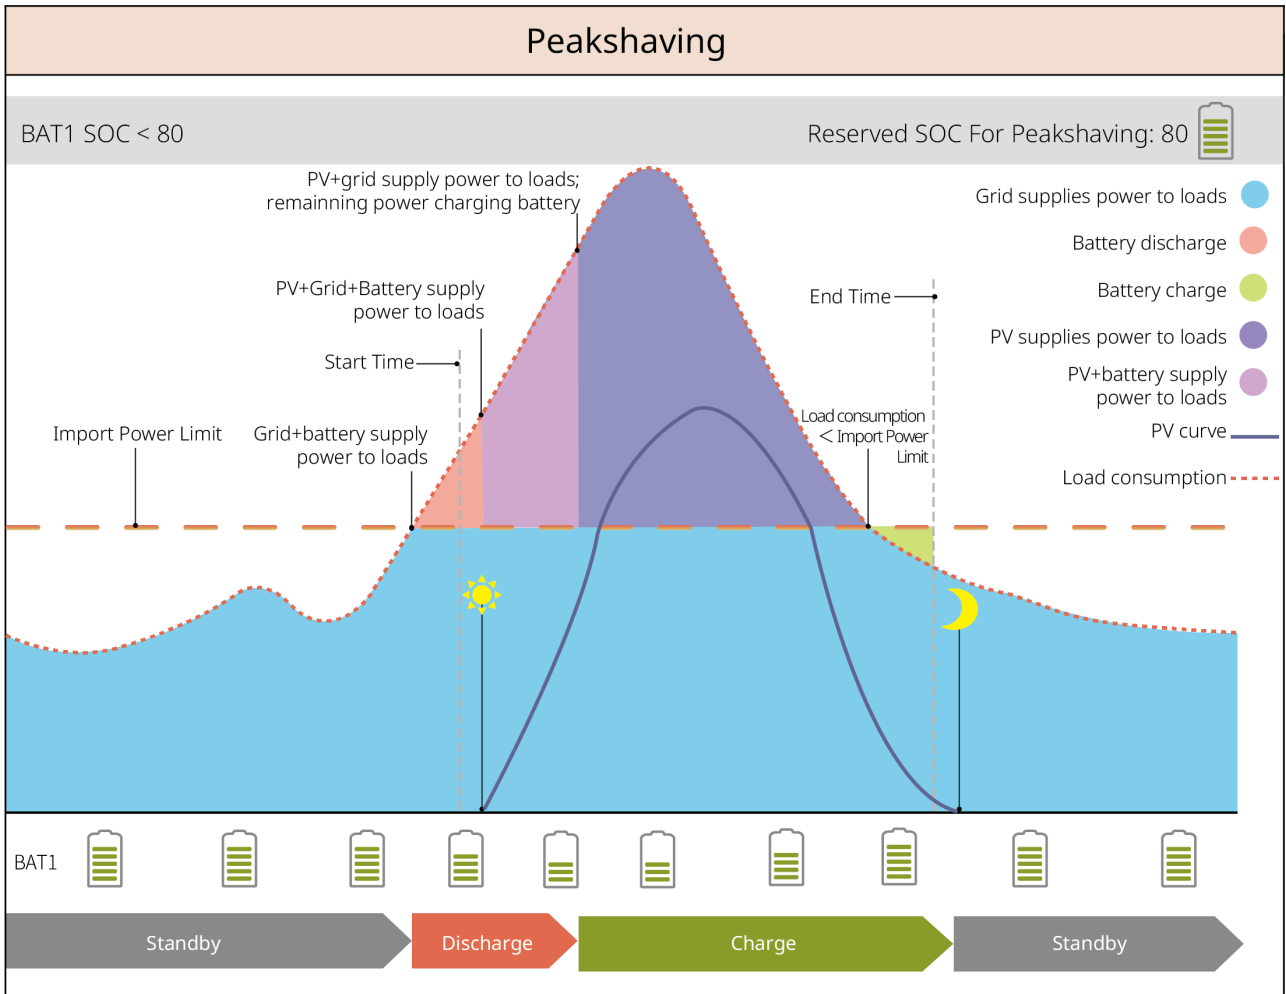 Peakshaving
BAT1 SOC < 80
Reserved SOC For Peakshaving: 80
PV+grid supply power to loads;
remainning power charging battery
Grid supplies power to loads
Battery discharge
Battery charge
PV supplies power to loads
PV+battery supply
power to loads
PV curve
Load consumption
PV+Grid+Battery supply
power to loads
End Time
Start Time
Import Power Limit
Grid+battery supply
power to loads
Load consumption
< Import Power
Limit
BAT1
Standby
Discharge
Charge
Standby